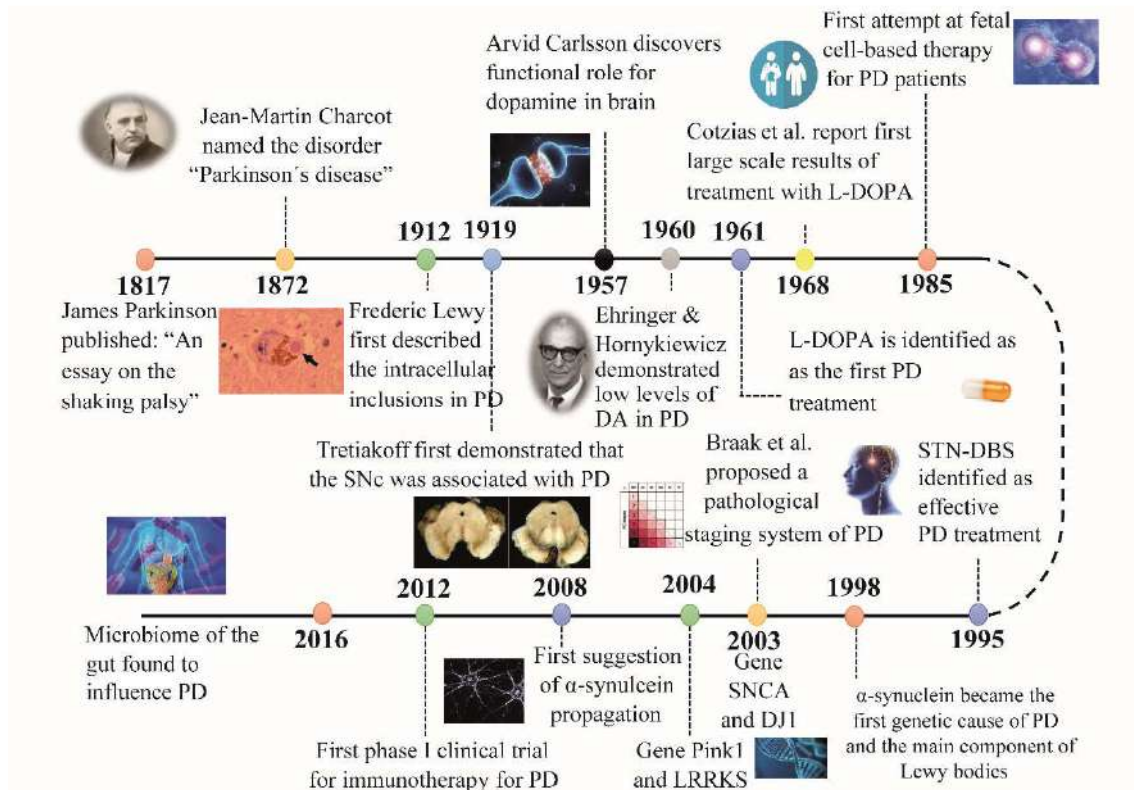 First attempt at fetal
cell-based therapy
for PD patients
Arvid Carlsson discovers
functional role for
dopamine in brain
Jean-Martin Charcot
named the disorder
“Parkinson´s disease”
Cotzias et al. report first
large scale results of
treatment with L-DOPA
1912
1919
1960
1961
1817
1872
1957
1968
1985
James Parkinson
published: “An
essay on the
shaking palsy”
Frederic Lewy
first described
the intracellular
inclusions in PD
Ehringer &
Hornykiewicz
demonstrated
low levels of
DA in PD
L-DOPA is identified as
as the first PD
treatment
Tretiakoff first demonstrated that
the SNc was associated with PD
Braak et al.
proposed a
pathological
staging system of PD
STN-DBS
identified as
effective
PD treatment
2012
2008
2004
1998
2016
2003
1995
Microbiome of the
gut found to
influence PD
First suggestion
of α-synulcein
propagation
Gene
SNCA
and DJ1
α-synuclein became the
first genetic cause of PD
and the main component of
Lewy bodies
First phase I clinical trial
for immunotherapy for PD
Gene Pink1
and LRRKS